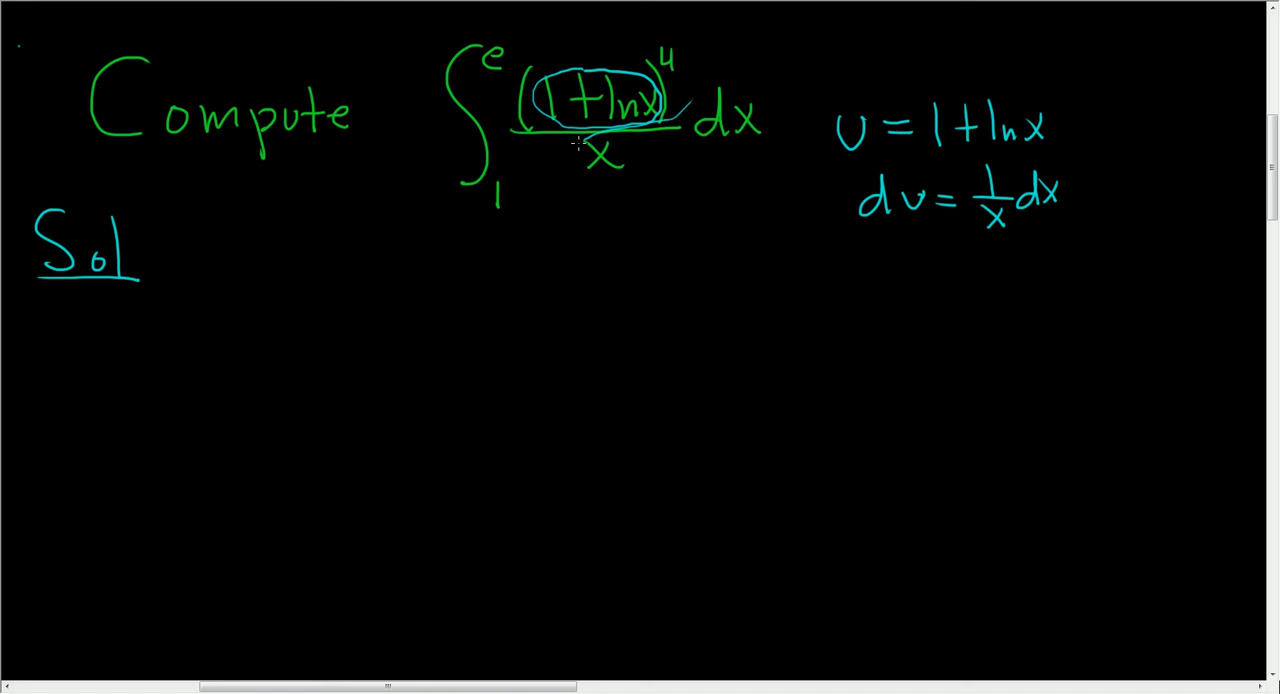 Compute ∫₁ᵉ (1+lnx)⁴/x dx
u = 1+lnx
du = 1/x dx
Sol